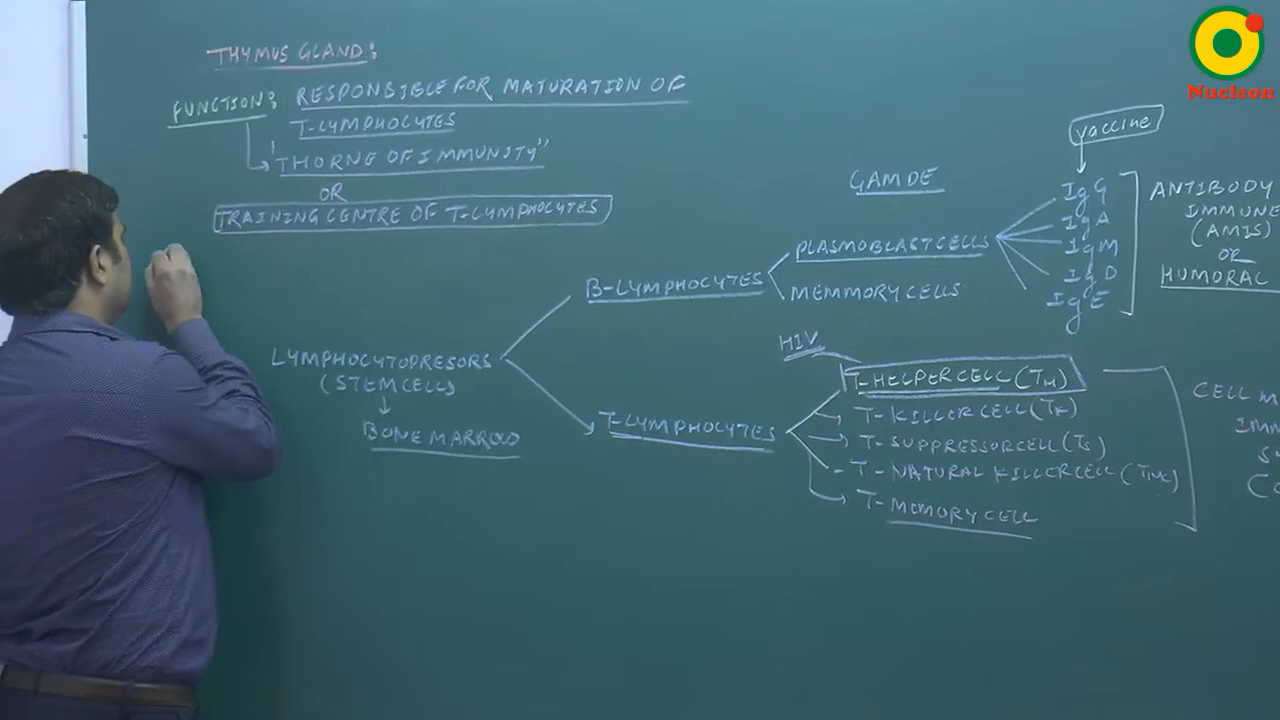 Nucleon
THYMUS GLAND:
FUNCTION: RESPONSIBLE FOR MATURATION OF
T-LYMPHOCYTES
'THORNE OF IMMUNSTY"
OR
TRAINING CENTRE OF T-LYMPHOCYTES
vaccine
GAMDE
IgG
IgA
IgM
IgD
IgE
ANTIBODY
IMMUNE
(AMIS)
OR
HUMORAL
PLASMOBLAST CELLS
B-LYMPHOCYTES
MEMMORY CELLS
LYMPHOCYTOPRESORS
(STEM CELL)
BONE MARROW
T-LYMPHOCYTES
HIV
T-HELPER CELL (TH)
T-KILLER CELL (TK)
T-SUPPRESSOR CELL (TS)
T-NATURAL KILLER CELL (TNK)
T-MEMORY CELL
CELL M
IMM